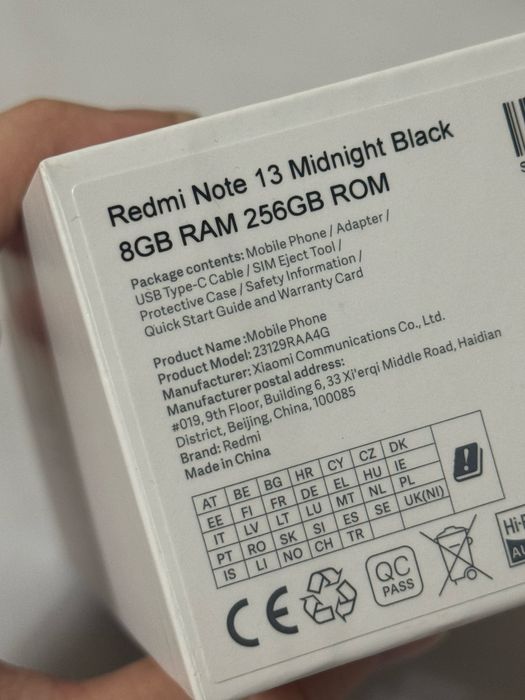 Redmi Note 13 Midnight Black
8GB RAM 256GB ROM
Package contents: Mobile Phone / Adapter /
USB Type-C Cable / SIM Eject Tool /
Protective Case / Safety Information /
Quick Start Guide and Warranty Card
Product Name :Mobile Phone
Product Model: 23129RAA4G
Manufacturer: Xiaomi Communications Co., Ltd.
Manufacturer postal address:
#019, 9th Floor, Building 6, 33 Xi'erqi Middle Road, Haidian
District, Beijing, China, 100085
Brand: Redmi
Made in China
AT BE BG HR CY CZ DK
EE FI FR DE EL HU IE
IT LV LT LU MT NL PL
PT RO SK SI ES SE UK(NI)
IS LI NO CH TR
CE
QC
PASS